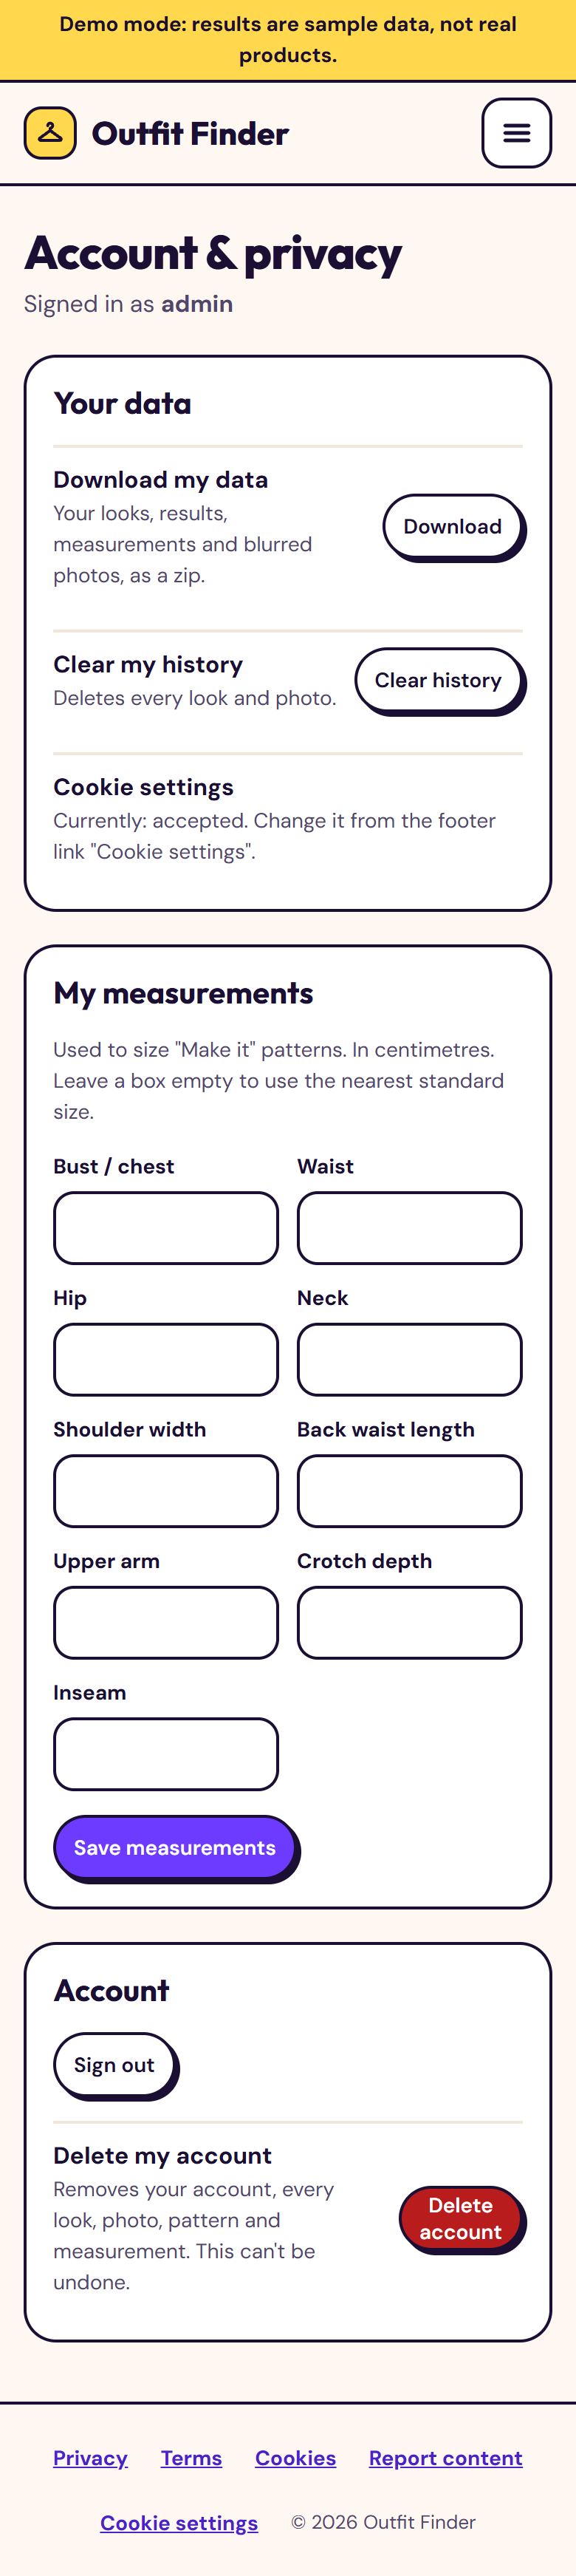 Demo mode: results are sample data, not real
products.
Outfit Finder
Account & privacy
Signed in as admin
Your data
Download my data
Your looks, results,
measurements and blurred
photos, as a zip.
Download
Clear my history
Deletes every look and photo.
Clear history
Cookie settings
Currently: accepted. Change it from the footer
link "Cookie settings".
My measurements
Used to size "Make it" patterns. In centimetres.
Leave a box empty to use the nearest standard
size.
Bust / chest
Waist
Hip
Neck
Shoulder width
Back waist length
Upper arm
Crotch depth
Inseam
Save measurements
Account
Sign out
Delete my account
Removes your account, every
look, photo, pattern and
measurement. This can't be
undone.
Delete
account
Privacy Terms Cookies Report content
Cookie settings © 2026 Outfit Finder